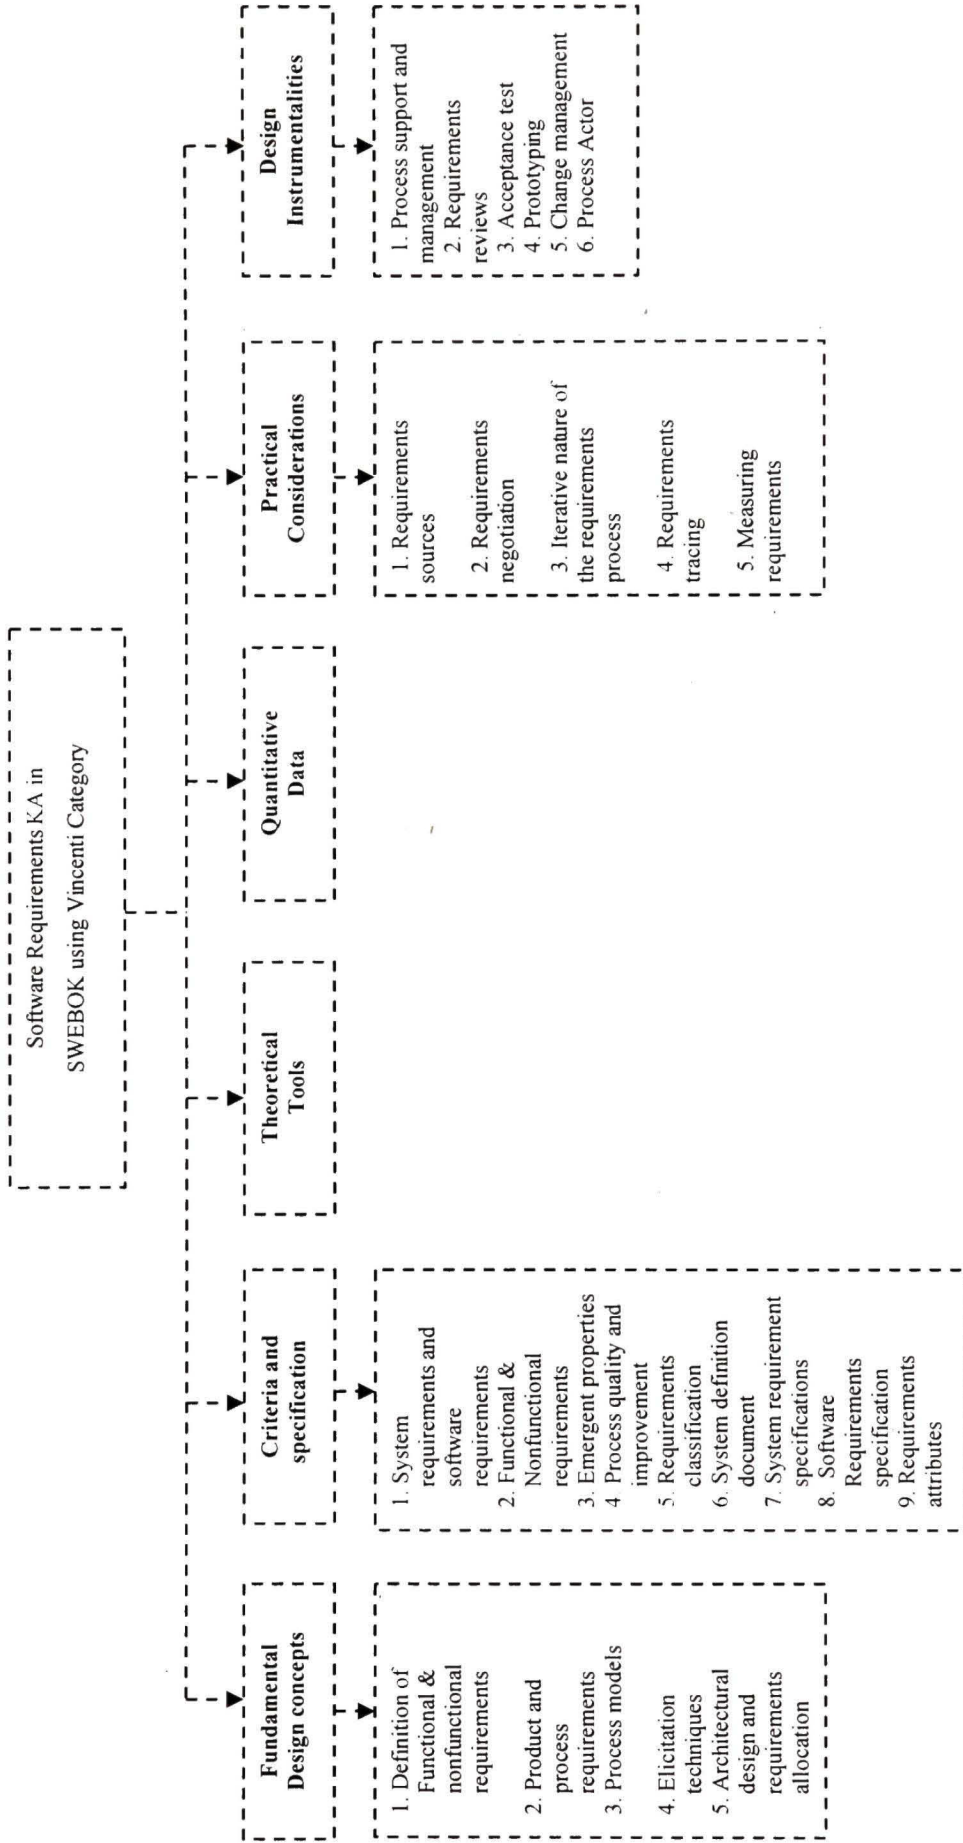 Software Requirements KA in
SWEBOK using Vincenti Category
Fundamental
Design concepts
1. Definition of
Functional &
nonfunctional
requirements
2. Product and
process
requirements
3. Process models
4. Elicitation
techniques
5. Architectural
design and
requirements
allocation
Criteria and
specification
1. System
requirements and
software
requirements
2. Functional &
Nonfunctional
requirements
3. Emergent properties
4 Process quality and
improvement
5. Requirements
classification
6. System definition
document
7. System requirement
specifications
8. Software
Requirements
specification
9. Requirements
attributes
Theoretical
Tools
Quantitative
Data
Practical
Considerations
1. Requirements
sources
2. Requirements
negotiation
3. Iterative nature of
the requirements
process
4. Requirements
tracing
5. Measuring
requirements
Design
Instrumentalities
1. Process support and
management
2. Requirements
reviews
3. Acceptance test
4. Prototyping
5. Change management
6. Process Actor